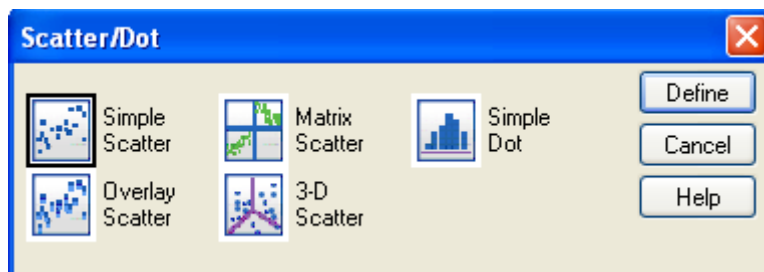 Scatter/Dot
Simple
Scatter
Matrix
Scatter
Simple
Dot
Overlay
Scatter
3-D
Scatter
Define
Cancel
Help